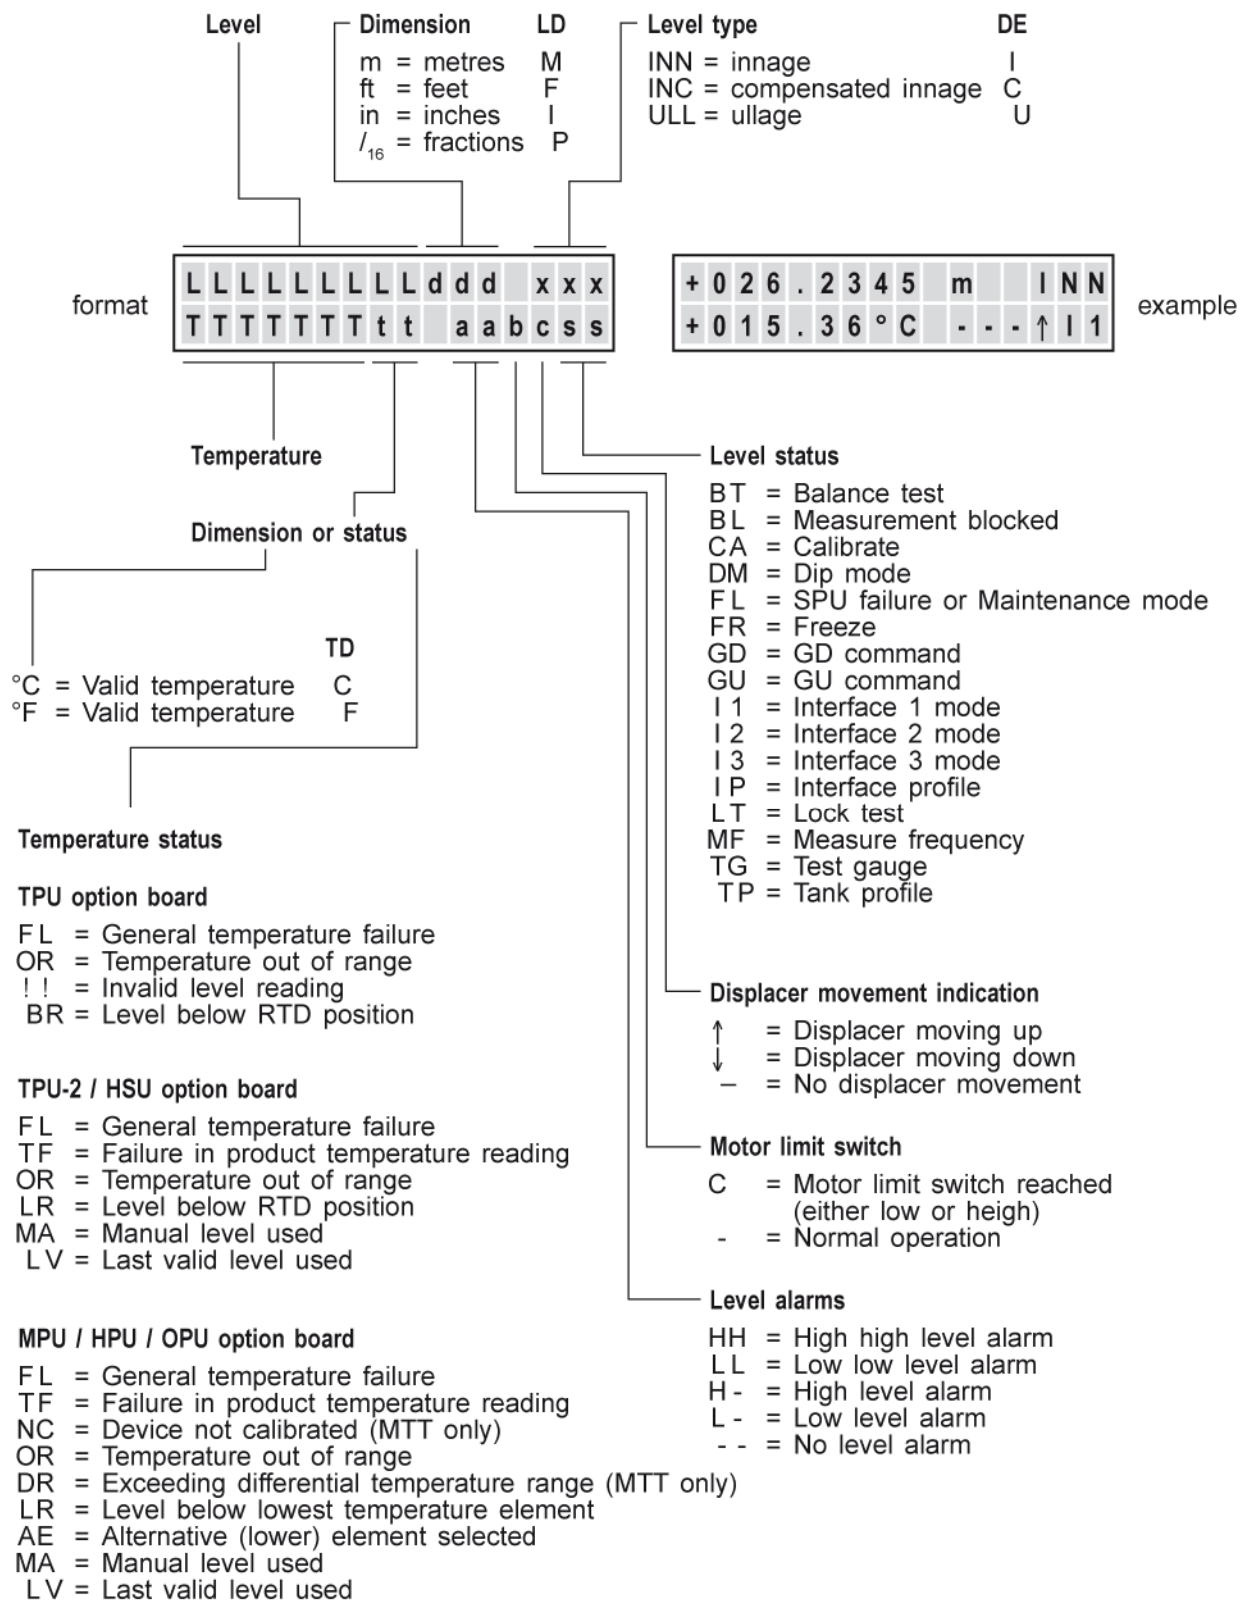 Level
Dimension LD
m = metres M
ft = feet F
in = inches I
/16 = fractions P
Level type DE
INN = innage I
INC = compensated innage C
ULL = ullage U
format
L L L L L L L L L d d d x x x
T T T T T T T t t a a b c s s
+ 0 2 6 . 2 3 4 5 m I N N
+ 0 1 5 . 3 6 ° C - - - ↑ I 1
example
Temperature
Dimension or status
TD
°C = Valid temperature C
°F = Valid temperature F
Temperature status
TPU option board
FL = General temperature failure
OR = Temperature out of range
! ! = Invalid level reading
BR = Level below RTD position
TPU-2 / HSU option board
FL = General temperature failure
TF = Failure in product temperature reading
OR = Temperature out of range
LR = Level below RTD position
MA = Manual level used
LV = Last valid level used
MPU / HPU / OPU option board
FL = General temperature failure
TF = Failure in product temperature reading
NC = Device not calibrated (MTT only)
OR = Temperature out of range
DR = Exceeding differential temperature range (MTT only)
LR = Level below lowest temperature element
AE = Alternative (lower) element selected
MA = Manual level used
LV = Last valid level used
Level status
BT = Balance test
BL = Measurement blocked
CA = Calibrate
DM = Dip mode
FL = SPU failure or Maintenance mode
FR = Freeze
GD = GD command
GU = GU command
I1 = Interface 1 mode
I2 = Interface 2 mode
I3 = Interface 3 mode
IP = Interface profile
LT = Lock test
MF = Measure frequency
TG = Test gauge
TP = Tank profile
Displacer movement indication
↑ = Displacer moving up
↓ = Displacer moving down
– = No displacer movement
Motor limit switch
C = Motor limit switch reached
(either low or heigh)
- = Normal operation
Level alarms
HH = High high level alarm
LL = Low low level alarm
H- = High level alarm
L- = Low level alarm
- - = No level alarm